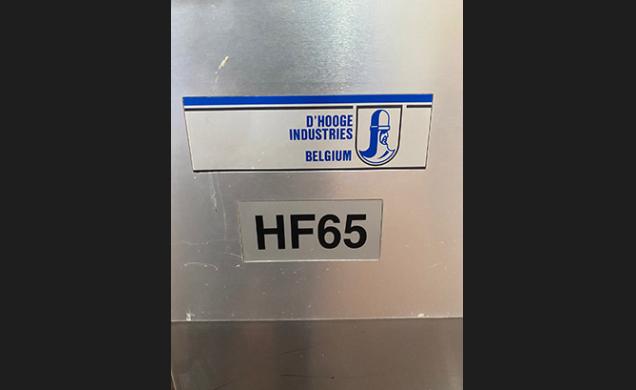 D'HOOGE
INDUSTRIES
BELGIUM
HF65